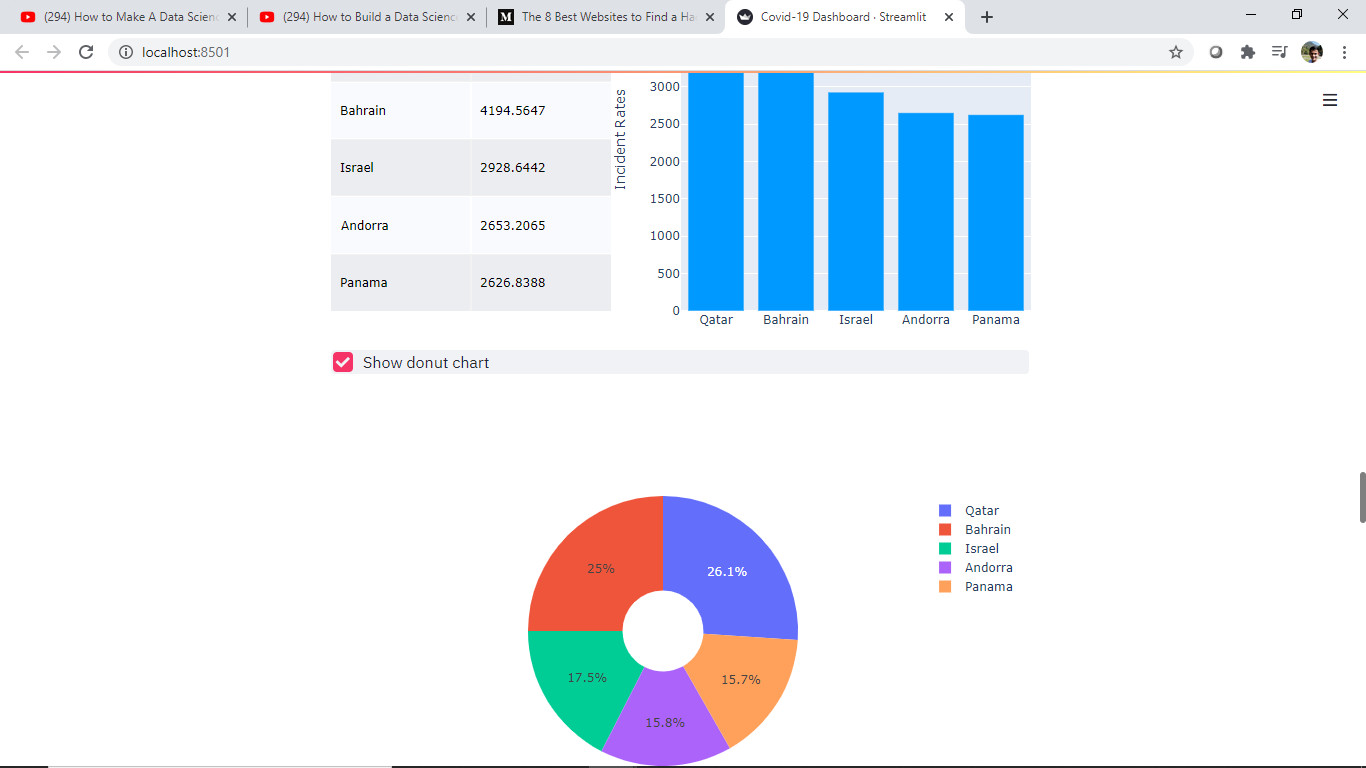 (294) How to Make A Data Scienc
(294) How to Build a Data Science
M The 8 Best Websites to Find a Ha
Covid-19 Dashboard · Streamlit
localhost:8501
Bahrain 4194.5647
Israel 2928.6442
Andorra 2653.2065
Panama 2626.8388
Incident Rates
3000
2500
2000
1500
1000
500
0
Qatar Bahrain Israel Andorra Panama
Show donut chart
Qatar
Bahrain
Israel
Andorra
Panama
25%
26.1%
17.5%
15.7%
15.8%